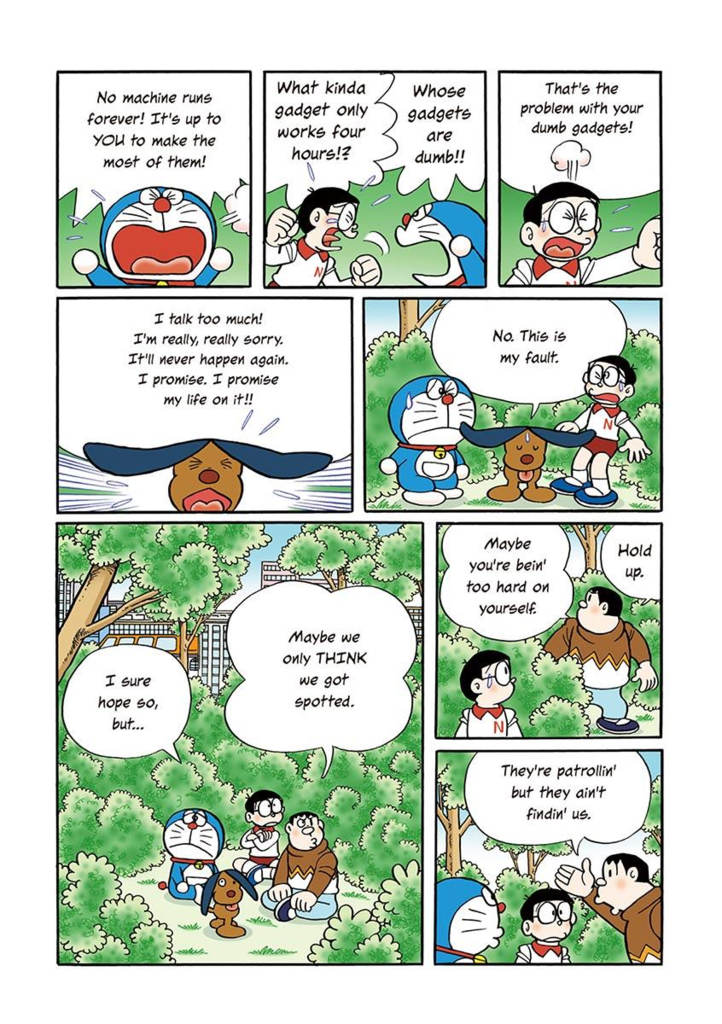 That's the
problem with your
dumb gadgets!
Whose
gadgets
are
dumb!!
What kinda
gadget only
works four
hours!?
N
No machine runs
forever! It's up to
YOU to make the
most of them!
No. This is
my fault.
N
I talk too much!
I'm really, really sorry.
It'll never happen again.
I promise. I promise
my life on it!!
Hold
up.
Maybe
you're bein'
too hard on
yourself.
N
They're patrollin'
but they ain't
findin' us.
Maybe we
only THINK
we got
spotted.
I sure
hope so,
but...